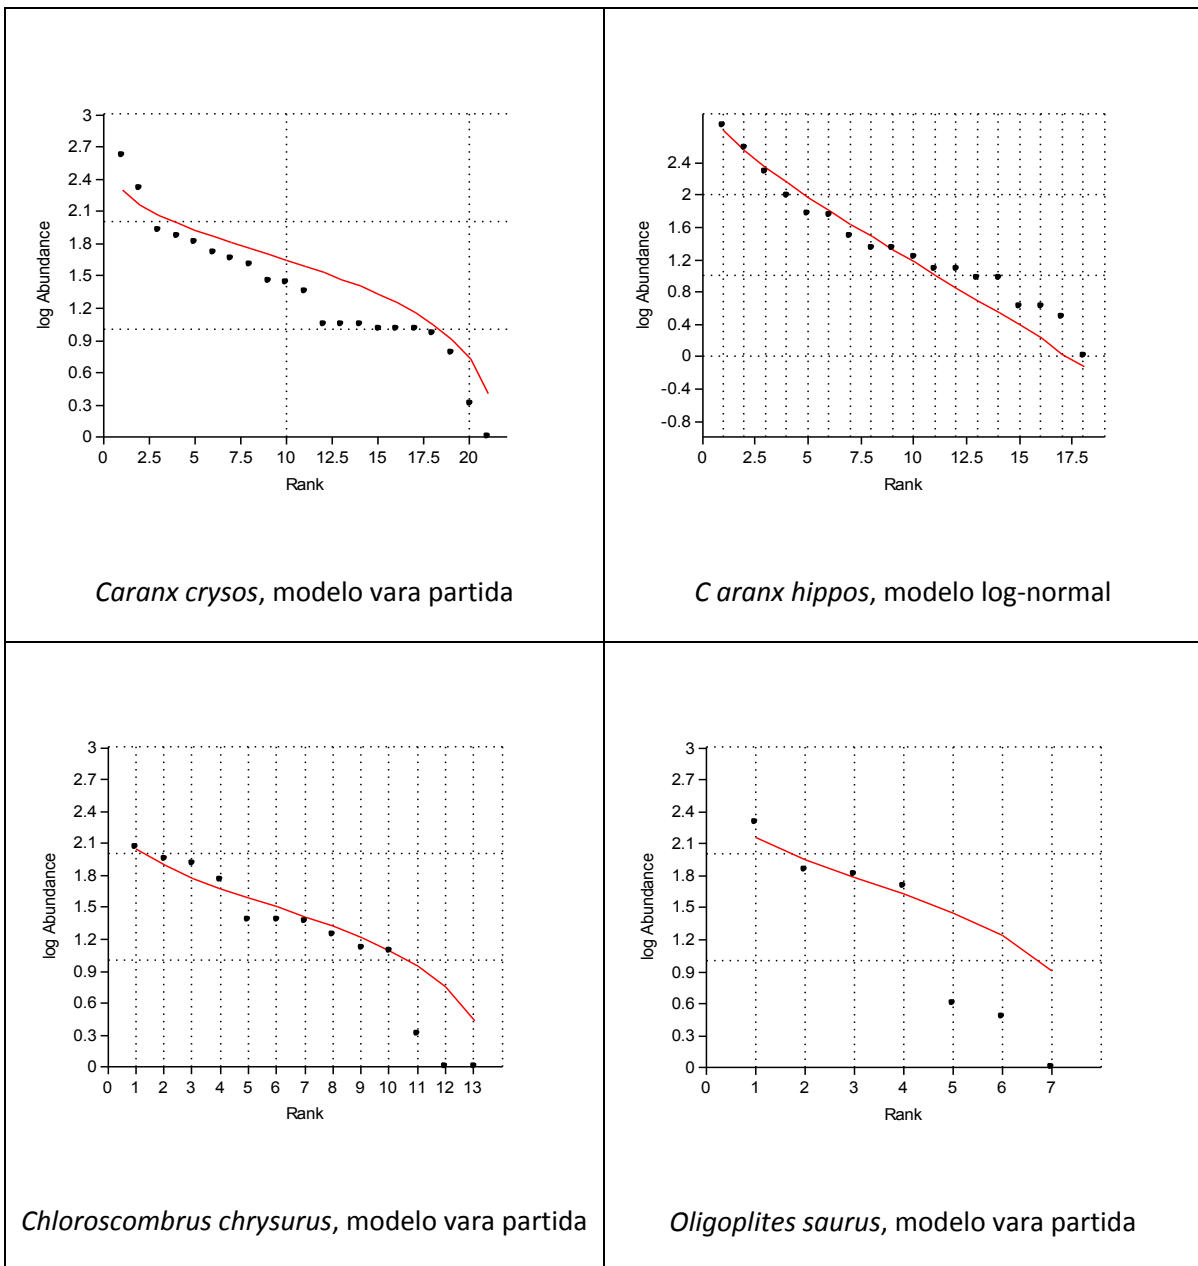 3
2.7
2.4
2.1
1.8
1.5
1.2
0.9
0.6
0.3
0
log Abundance
0 2.5 5 7.5 10 12.5 15 17.5 20
Rank
Caranx crysos, modelo vara partida
2.4
2
1.6
1.2
0.8
0.4
0
-0.4
-0.8
log Abundance
0 2.5 5 7.5 10 12.5 15 17.5
Rank
C aranx hippos, modelo log-normal
3
2.7
2.4
2.1
1.8
1.5
1.2
0.9
0.6
0.3
0
log Abundance
0 1 2 3 4 5 6 7 8 9 10 11 12 13
Rank
Chloroscombrus chrysurus, modelo vara partida
3
2.7
2.4
2.1
1.8
1.5
1.2
0.9
0.6
0.3
0
log Abundance
0 1 2 3 4 5 6 7
Rank
Oligoplites saurus, modelo vara partida